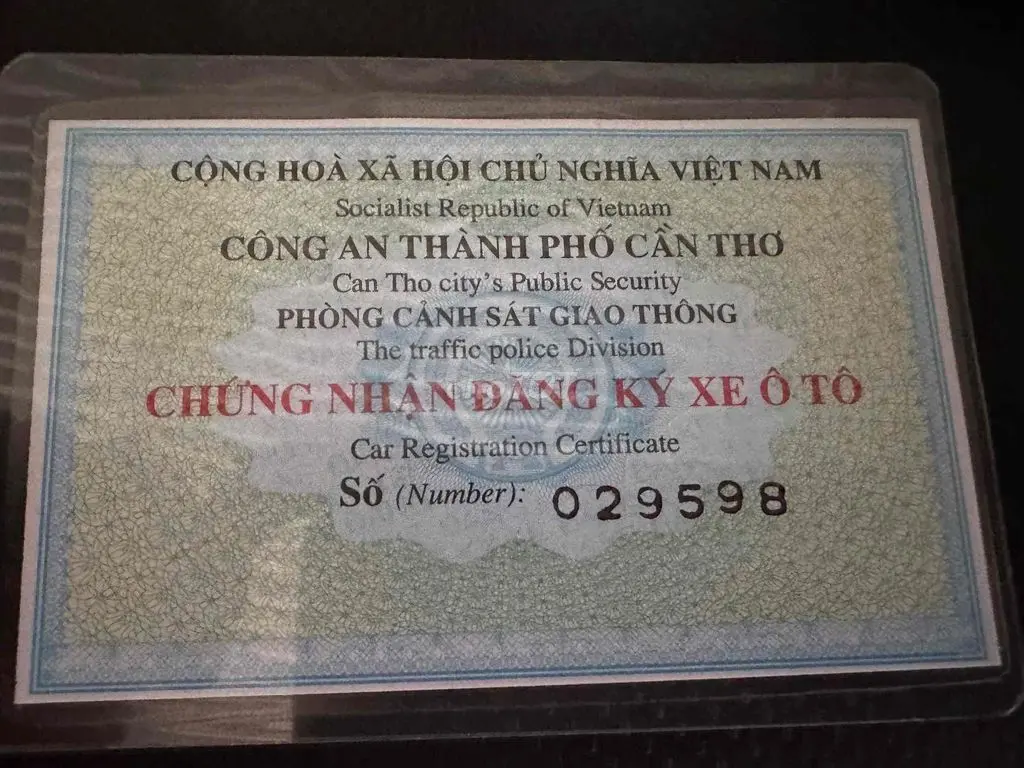 CỘNG HOÀ XÃ HỘI CHỦ NGHĨA VIỆT NAM
Socialist Republic of Vietnam
CÔNG AN THÀNH PHỐ CẦN THƠ
Can Tho city's Public Security
PHÒNG CẢNH SÁT GIAO THÔNG
The traffic police Division
CHỨNG NHẬN ĐĂNG KÝ XE Ô TÔ
Car Registration Certificate
Số (Number): 029598